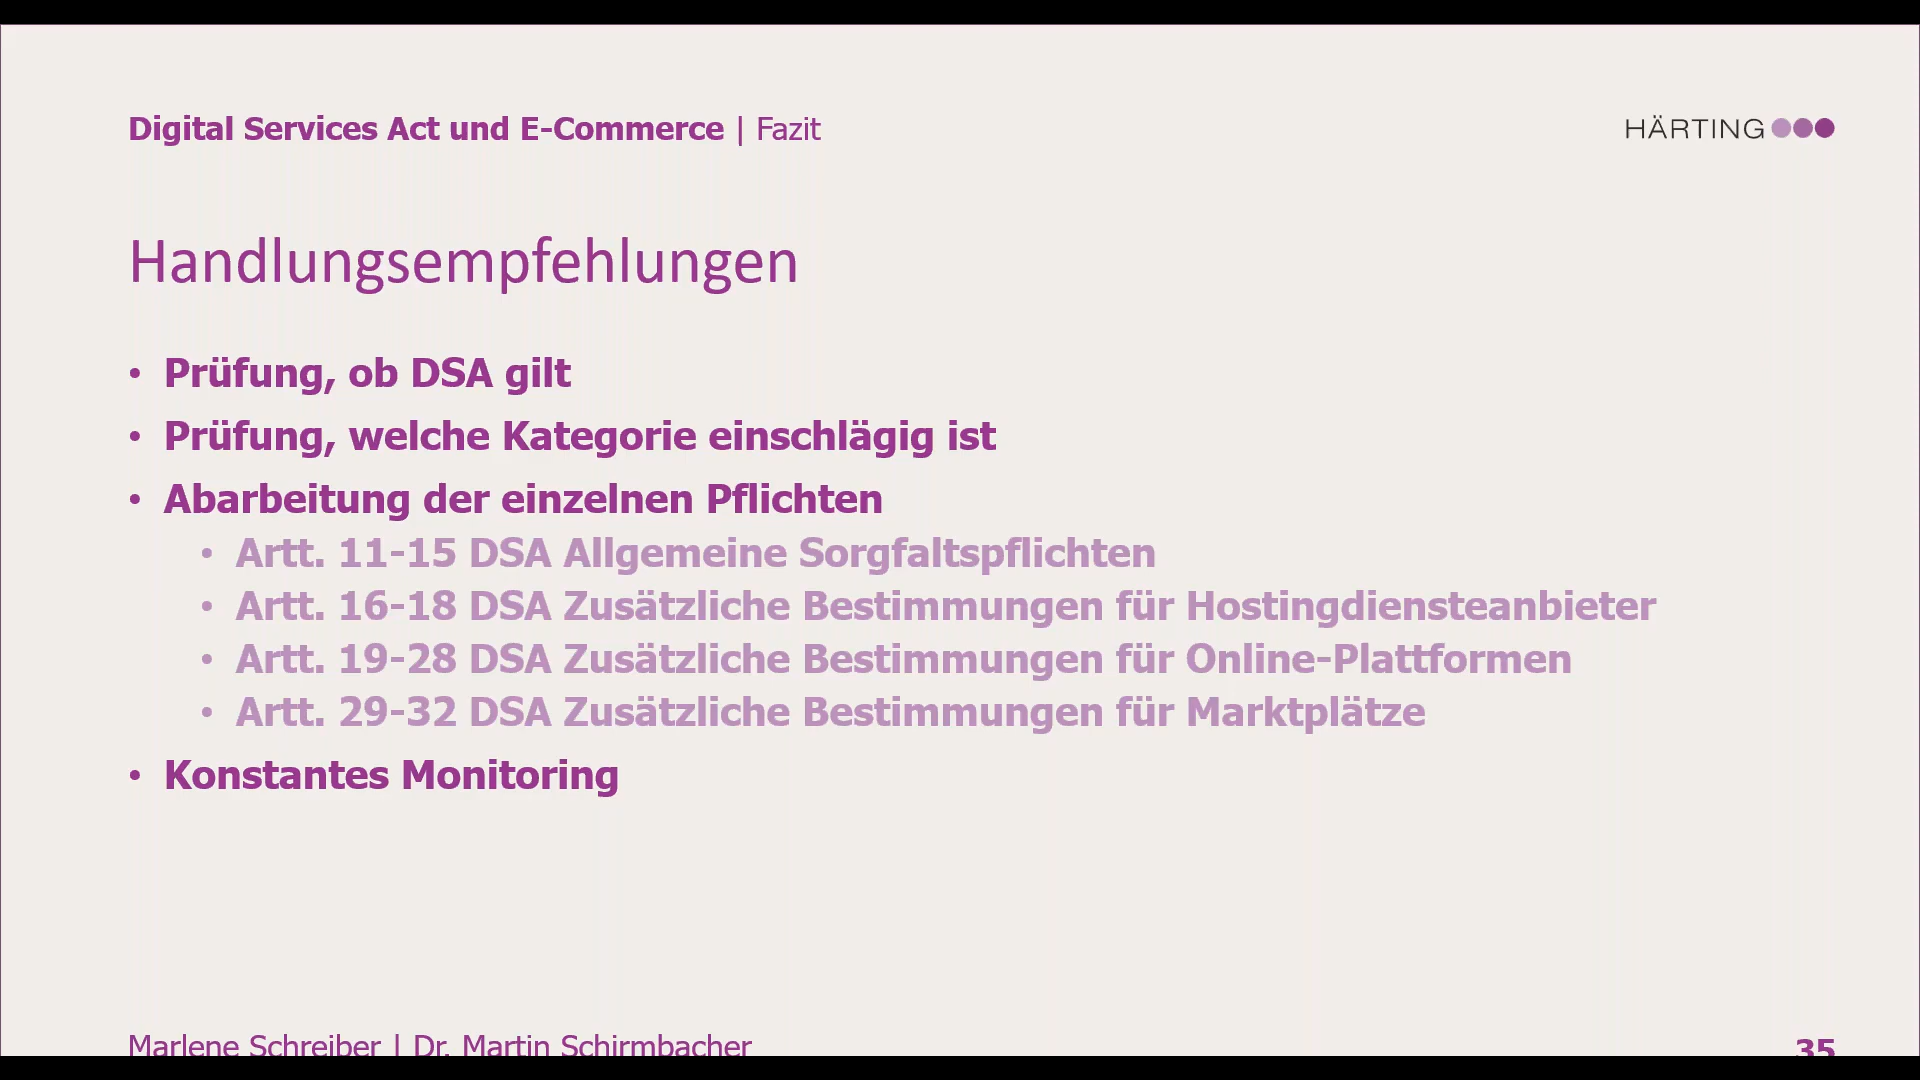 Digital Services Act und E-Commerce | Fazit
HÄRTING
Handlungsempfehlungen
• Prüfung, ob DSA gilt
• Prüfung, welche Kategorie einschlägig ist
• Abarbeitung der einzelnen Pflichten
• Artt. 11-15 DSA Allgemeine Sorgfaltspflichten
• Artt. 16-18 DSA Zusätzliche Bestimmungen für Hostingdiensteanbieter
• Artt. 19-28 DSA Zusätzliche Bestimmungen für Online-Plattformen
• Artt. 29-32 DSA Zusätzliche Bestimmungen für Marktplätze
• Konstantes Monitoring
Marlene Schreiber | Dr. Martin Schirmbacher
35